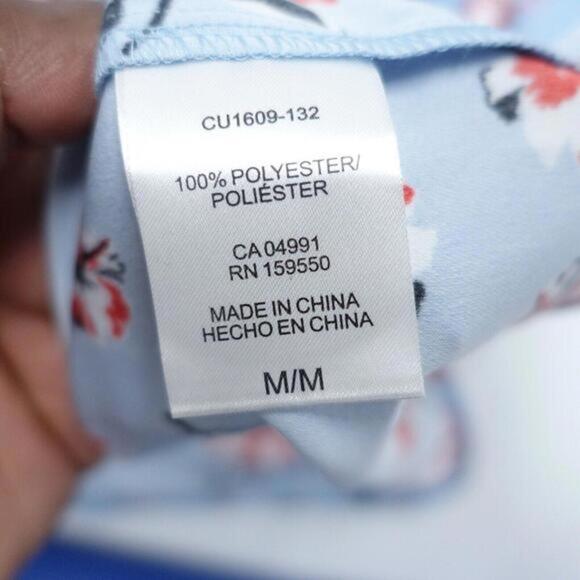 CU1609-132
100% POLYESTER/
POLIÉSTER
CA 04991
RN 159550
MADE IN CHINA
HECHO EN CHINA
M/M